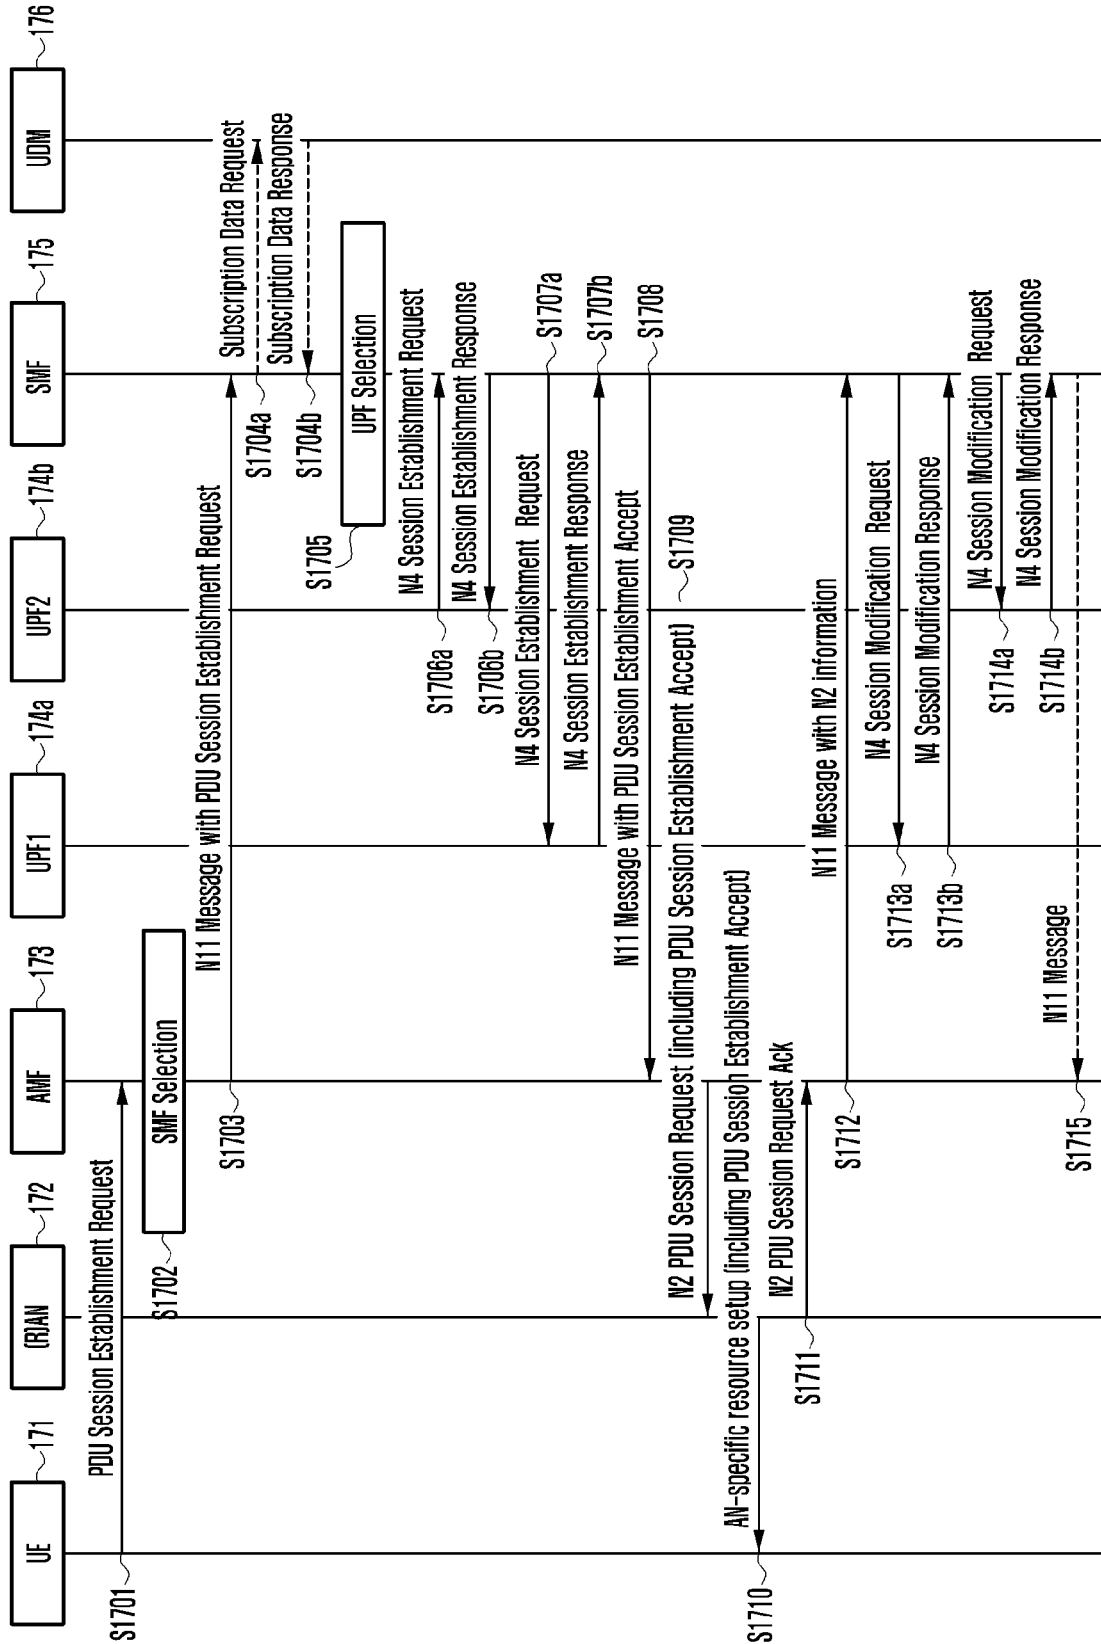 UE
171
(R)AN
172
AMF
173
UPF1
174a
UPF2
174b
SMF
175
UDM
176
PDU Session Establishment Request
S1701
SMF Selection
S1702
N11 Message with PDU Session Establishment Request
S1703
Subscription Data Request
S1704a
Subscription Data Response
S1704b
UPF Selection
S1705
N4 Session Establishment Request
S1706a
N4 Session Establishment Response
S1706b
N4 Session Establishment Request
S1707a
N4 Session Establishment Response
S1707b
N11 Message with PDU Session Establishment Accept
S1708
N2 PDU Session Request (including PDU Session Establishment Accept)
S1709
AN-specific resource setup (including PDU Session Establishment Accept)
S1710
N2 PDU Session Request Ack
S1711
N11 Message with N2 information
S1712
N4 Session Modification Request
S1713a
N4 Session Modification Response
S1713b
N4 Session Modification Request
S1714a
N4 Session Modification Response
S1714b
N11 Message
S1715